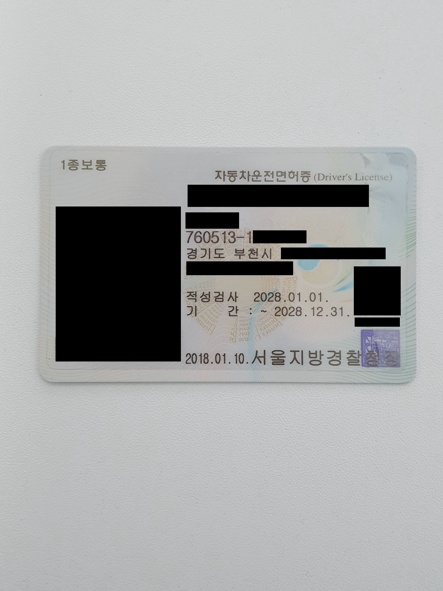 1종보통
자동차운전면허증 (Driver's License)
760513-1
경기도 부천시
적성검사 2028.01.01.
기 간 : ~ 2028.12.31.
2018.01.10. 서울지방경찰청장